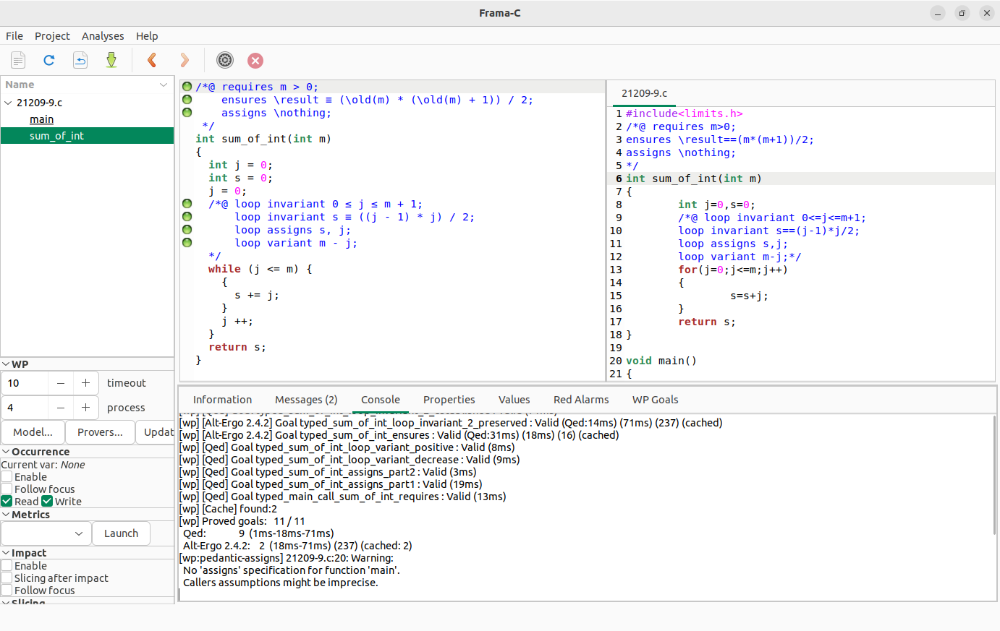 Frama-C
File Project Analyses Help
Name
21209-9.c
main
sum_of_int
WP
10 timeout
4 process
Model... Provers... Updat
Occurrence
Current var: None
Enable
Follow focus
Read Write
Metrics
Launch
Impact
Enable
Slicing after impact
Follow focus
Slicing
/*@ requires m > 0;
ensures \result ≡ (\old(m) * (\old(m) + 1)) / 2;
assigns \nothing;
*/
int sum_of_int(int m)
{
int j = 0;
int s = 0;
j = 0;
/*@ loop invariant 0 ≤ j ≤ m + 1;
loop invariant s ≡ ((j - 1) * j) / 2;
loop assigns s, j;
loop variant m - j;
*/
while (j <= m) {
{
s += j;
}
j ++;
}
return s;
}
21209-9.c
1 #include<limits.h>
2 /*@ requires m>0;
3 ensures \result==(m*(m+1))/2;
4 assigns \nothing;
5 */
6 int sum_of_int(int m)
7 {
8 int j=0,s=0;
9 /*@ loop invariant 0<=j<=m+1;
10 loop invariant s==(j-1)*j/2;
11 loop assigns s,j;
12 loop variant m-j;*/
13 for(j=0;j<=m;j++)
14 {
15 s=s+j;
16 }
17 return s;
18 }
19
20 void main()
21 {
Information Messages (2) Console Properties Values Red Alarms WP Goals
[wp] [Alt-Ergo 2.4.2] Goal typed_sum_of_int_loop_invariant_2_preserved : Valid (Qed:14ms) (71ms) (237) (cached)
[wp] [Alt-Ergo 2.4.2] Goal typed_sum_of_int_ensures : Valid (Qed:31ms) (18ms) (16) (cached)
[wp] [Qed] Goal typed_sum_of_int_loop_variant_positive : Valid (8ms)
[wp] [Qed] Goal typed_sum_of_int_loop_variant_decrease : Valid (9ms)
[wp] [Qed] Goal typed_sum_of_int_assigns_part2 : Valid (3ms)
[wp] [Qed] Goal typed_sum_of_int_assigns_part1 : Valid (19ms)
[wp] [Qed] Goal typed_main_call_sum_of_int_requires : Valid (13ms)
[wp] [Cache] found:2
[wp] Proved goals: 11 / 11
Qed: 9 (1ms-18ms-71ms)
Alt-Ergo 2.4.2: 2 (18ms-71ms) (237) (cached: 2)
[wp:pedantic-assigns] 21209-9.c:20: Warning:
No 'assigns' specification for function 'main'.
Callers assumptions might be imprecise.